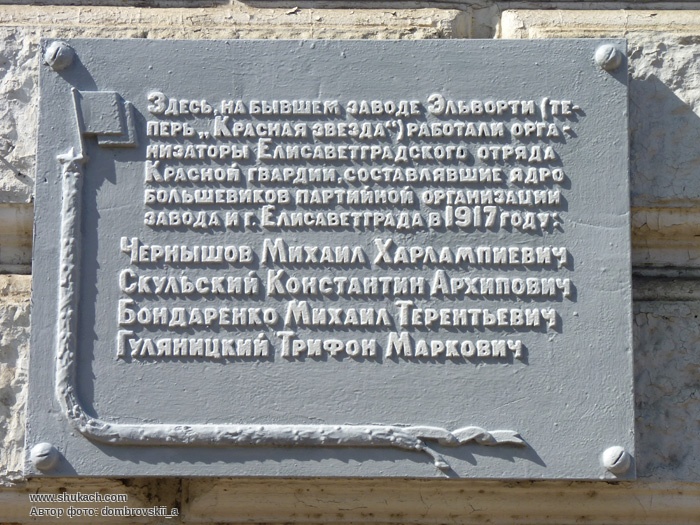 Здесь, на бывшем заводе Эльворти (те-
перь „Красная звезда“) работали орга-
низаторы Елисаветградского отряда
Красной гвардии, составлявшие ядро
большевиков партийной организации
завода и г. Елисаветграда в 1917 году:
Чернышов Михаил Харлампиевич
Скульский Константин Архипович
Бондаренко Михаил Терентьевич
Гуляницкий Трифон Маркович
www.shukach.com
Автор фото: dombrovskii_a